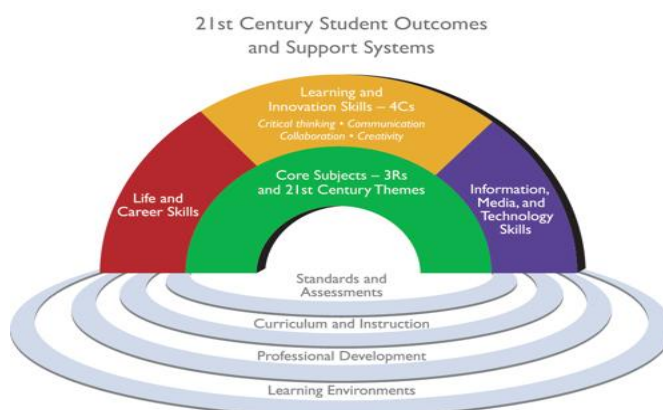 21st Century Student Outcomes
and Support Systems
Learning and
Innovation Skills – 4Cs
Critical thinking • Communication
Collaboration • Creativity
Core Subjects – 3Rs
and 21st Century Themes
Life and
Career Skills
Information,
Media, and
Technology
Skills
Standards and
Assessments
Curriculum and Instruction
Professional Development
Learning Environments